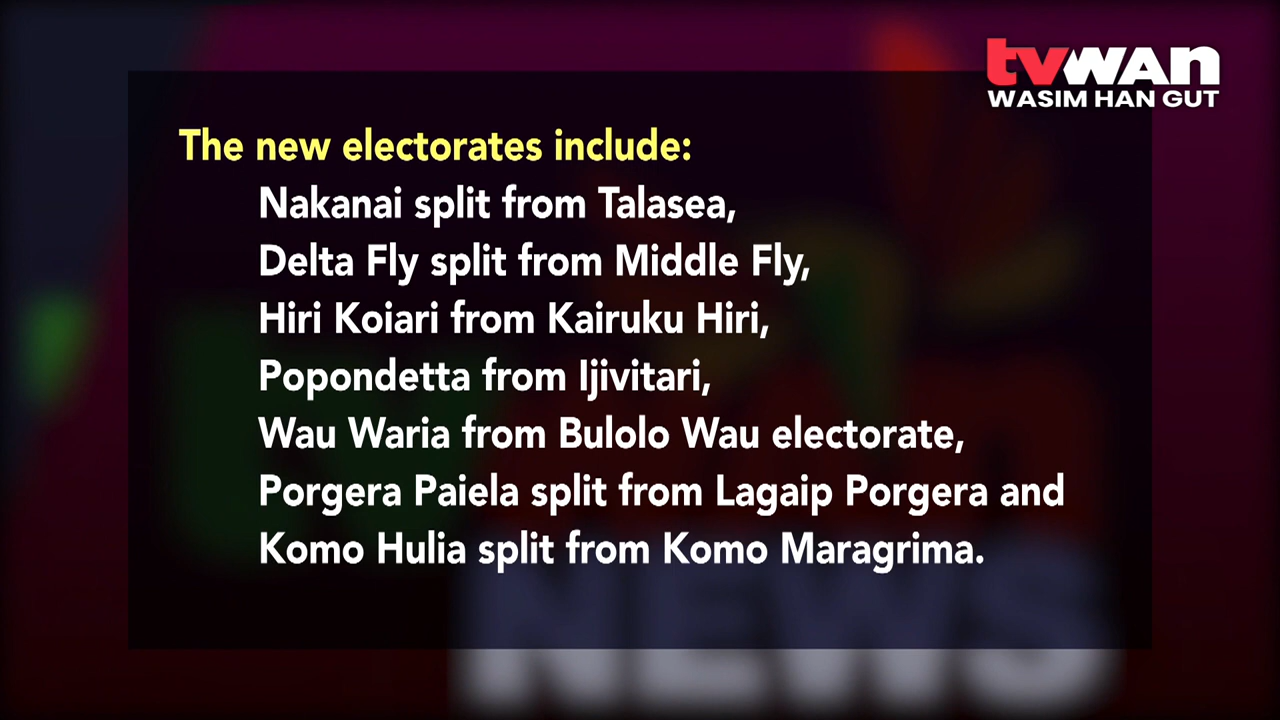 tvwan
WASIM HAN GUT
The new electorates include:
Nakanai split from Talasea,
Delta Fly split from Middle Fly,
Hiri Koiari from Kairuku Hiri,
Popondetta from Ijivitari,
Wau Waria from Bulolo Wau electorate,
Porgera Paiela split from Lagaip Porgera and
Komo Hulia split from Komo Maragrima.
NEWS